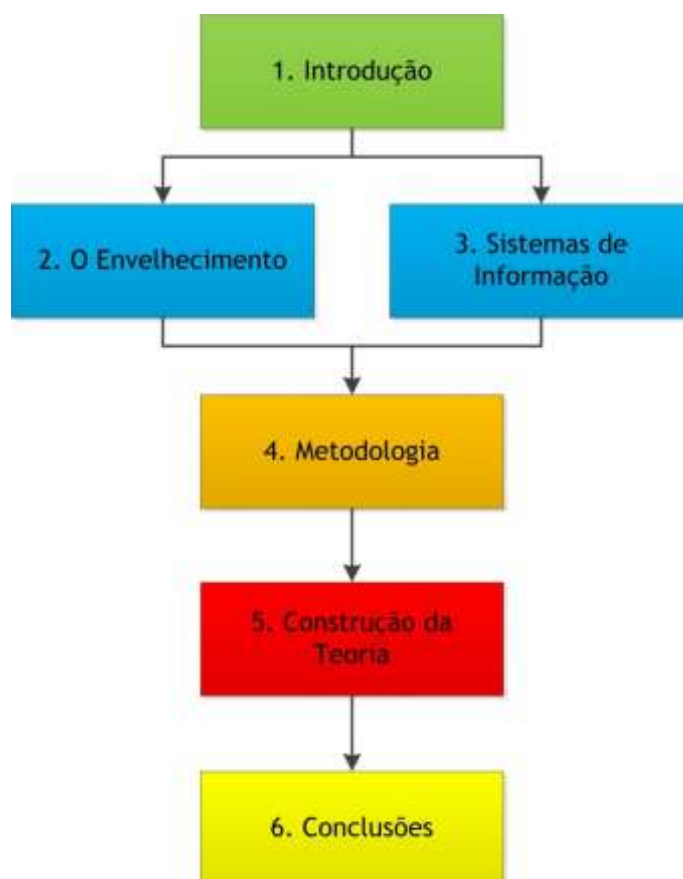 1. Introdução
2. O Envelhecimento
3. Sistemas de
Informação
4. Metodologia
5. Construção da
Teoria
6. Conclusões